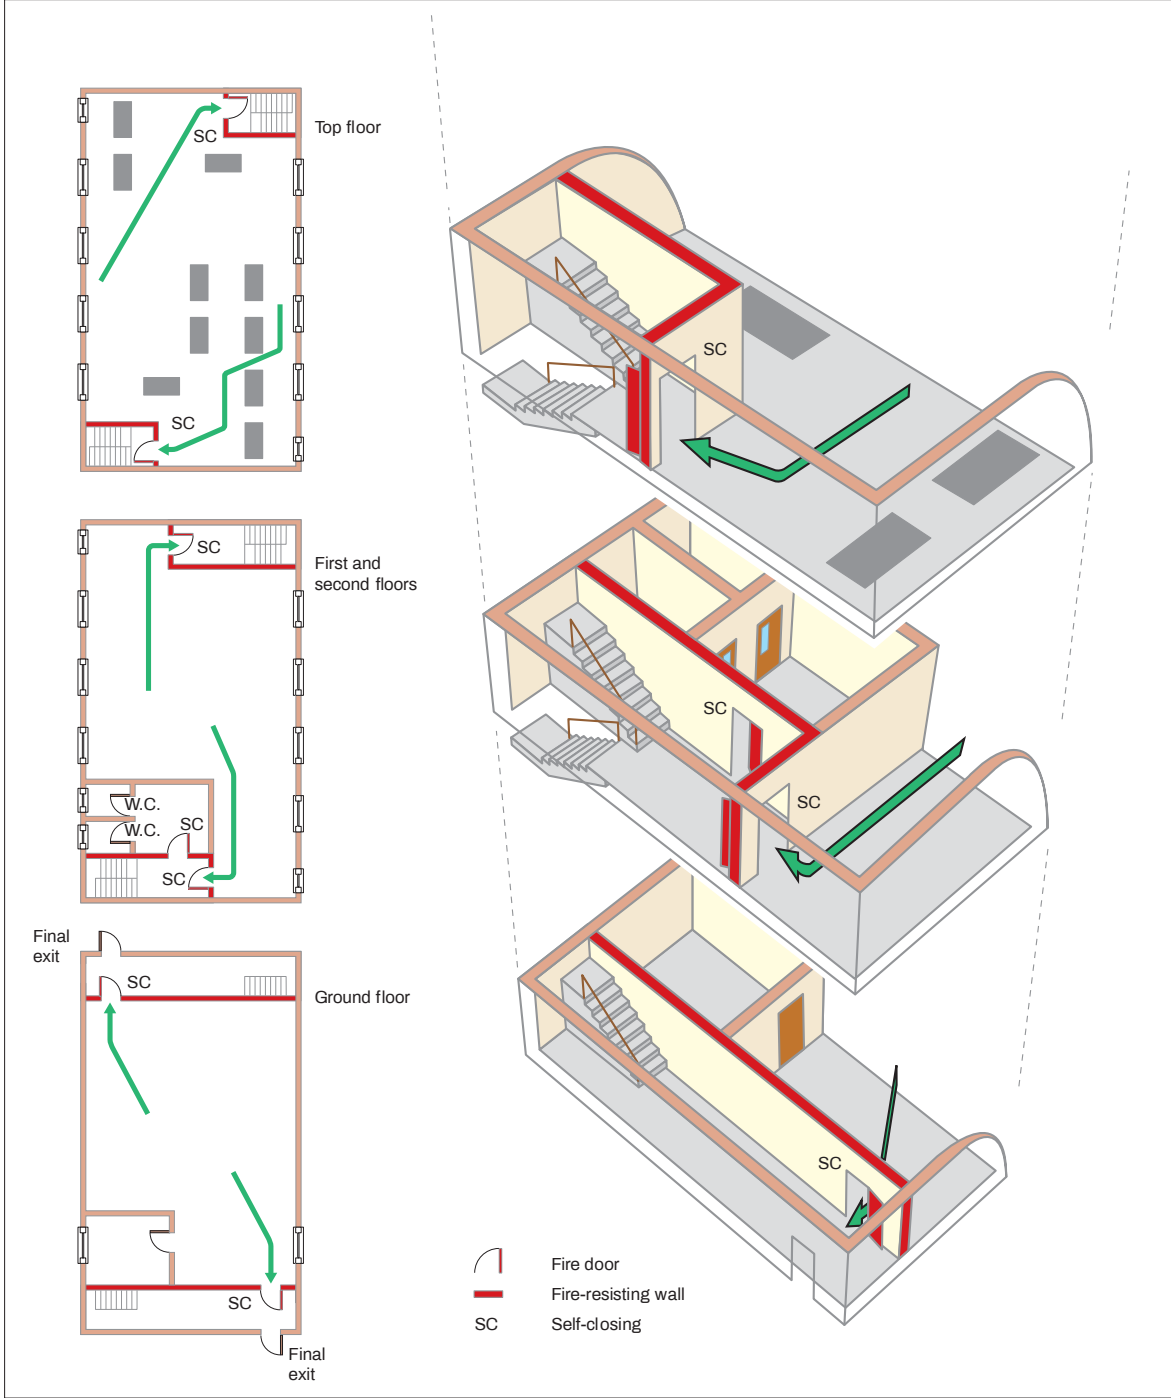 SC
Top floor
SC
SC
First and
second floors
W.C.
W.C.
SC
SC
Final
exit
SC
Ground floor
SC
Final
exit
SC
SC
SC
SC
Fire door
Fire-resisting wall
SC
Self-closing